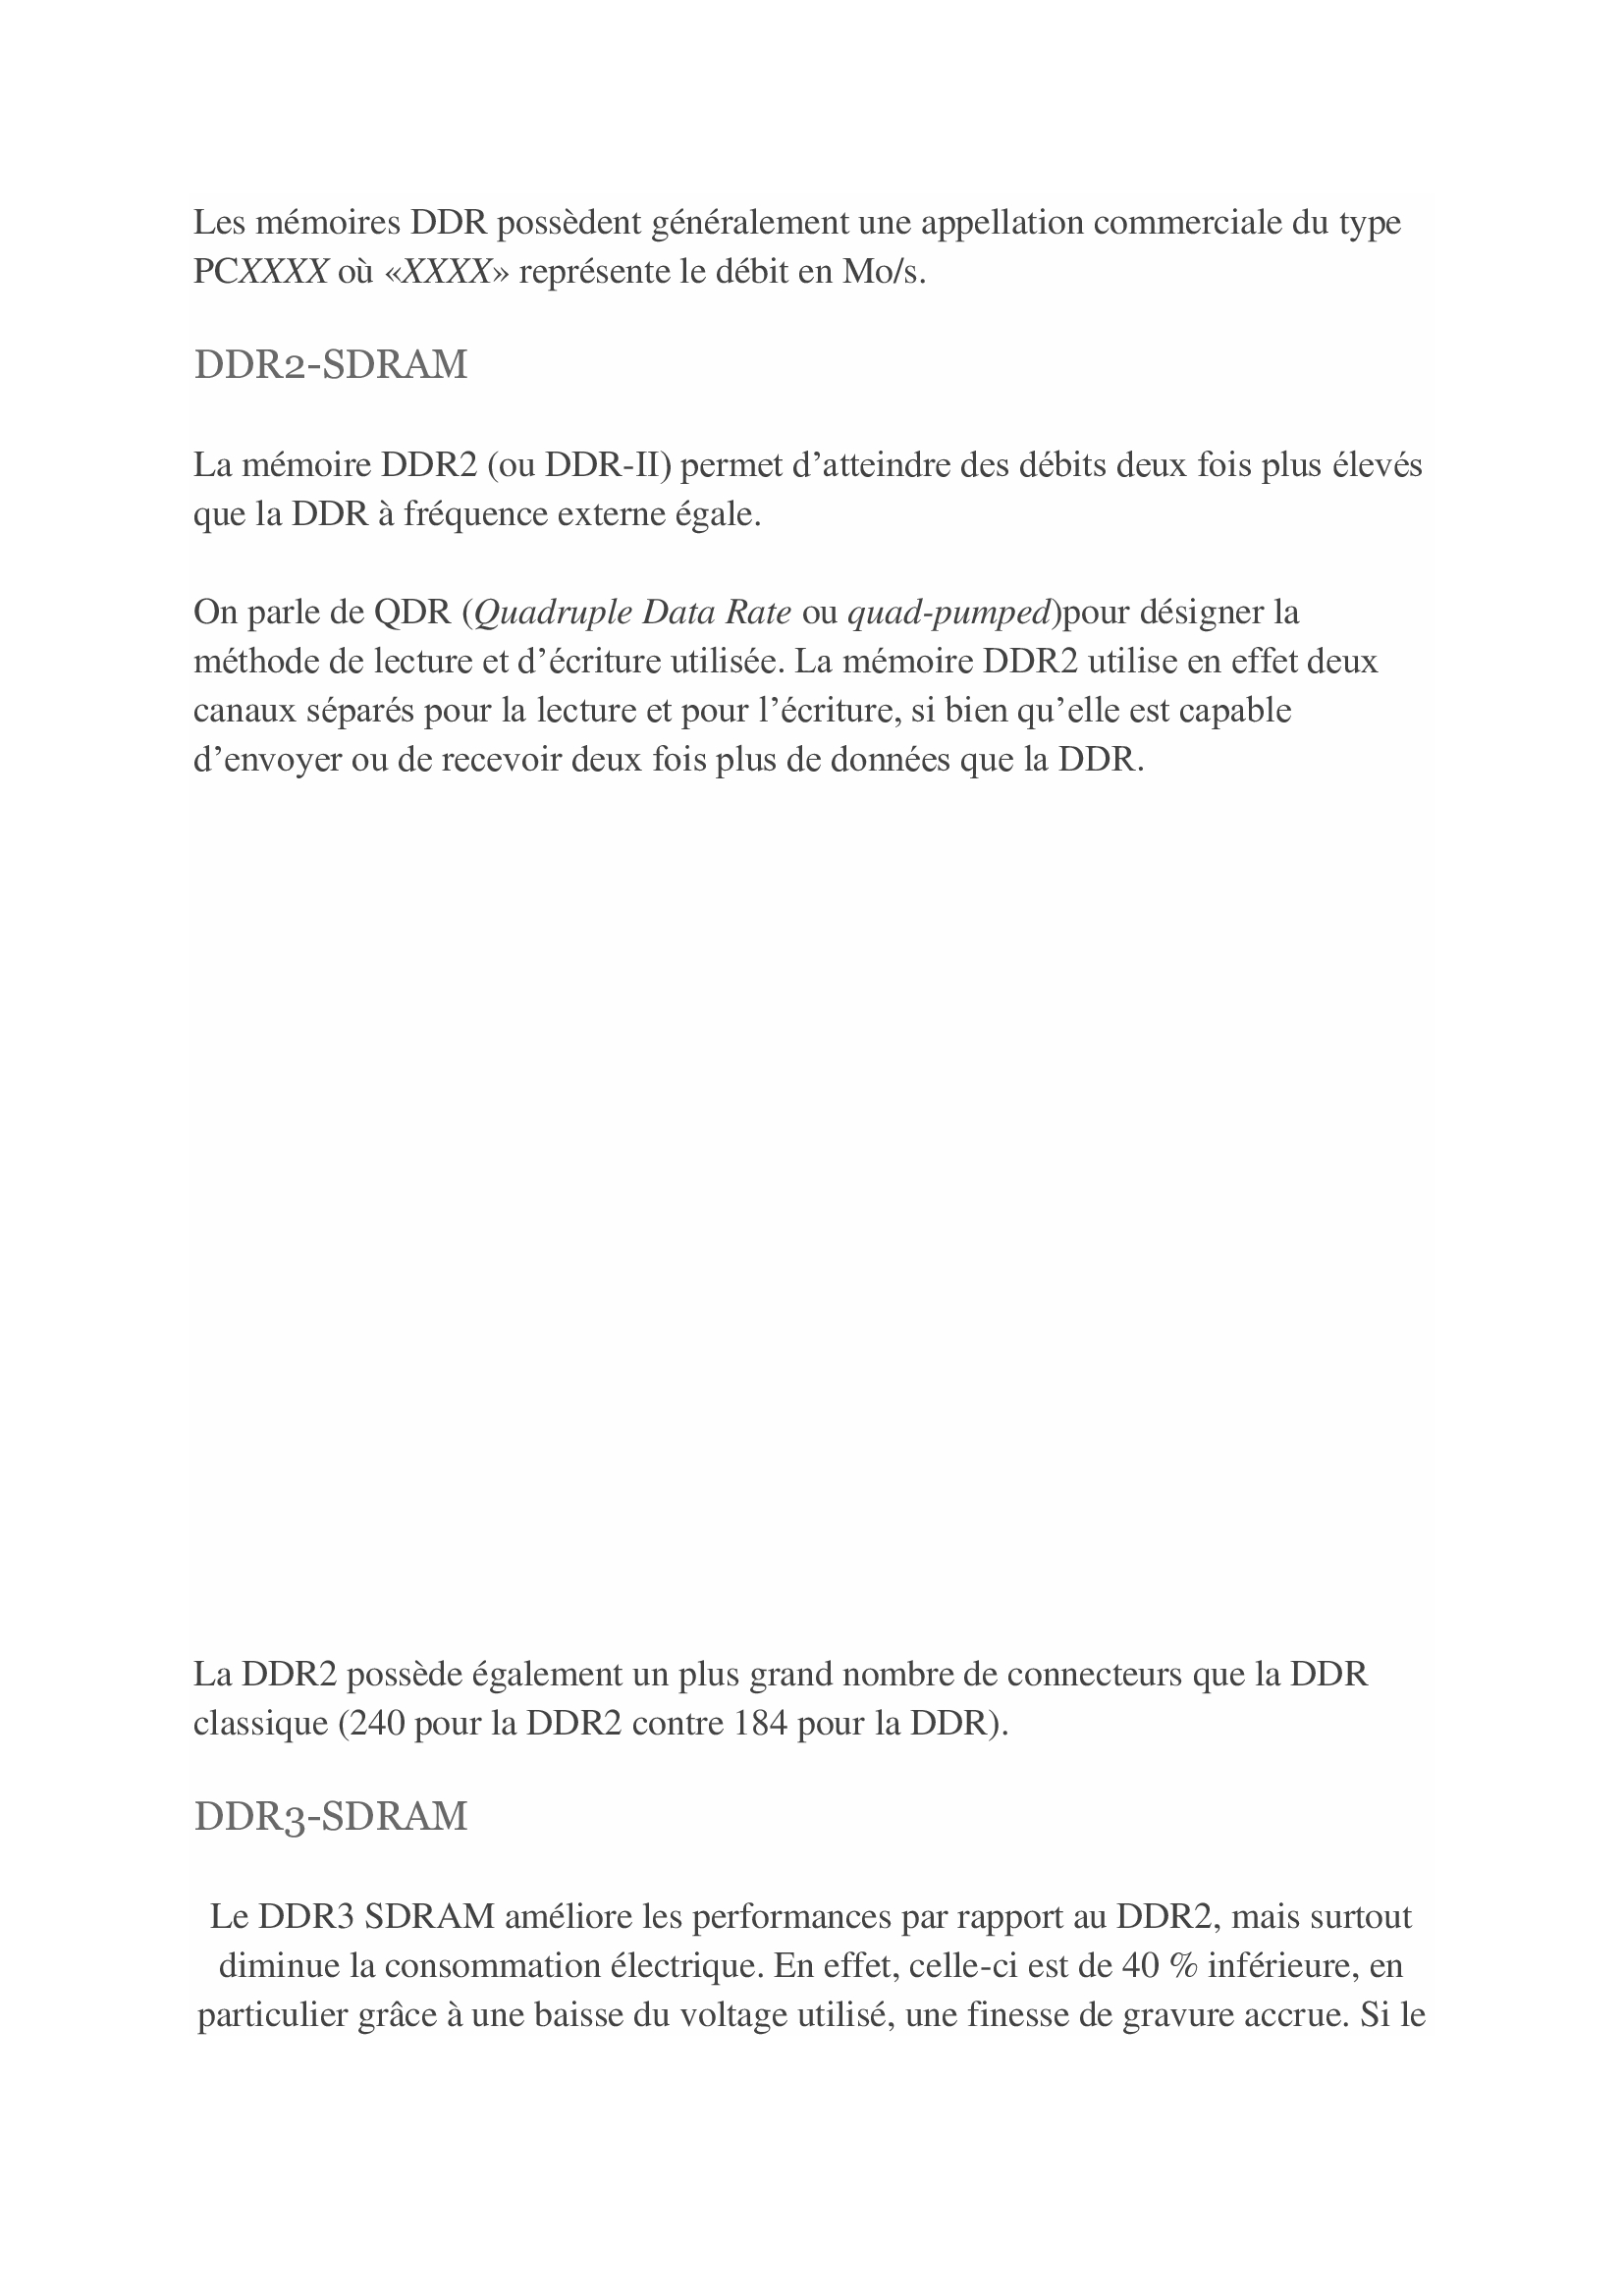 Les mémoires DDR possèdent généralement une appellation commerciale du type
PCXXXX où «XXXX» représente le débit en Mo/s.
DDR2-SDRAM
La mémoire DDR2 (ou DDR-II) permet d’atteindre des débits deux fois plus élevés
que la DDR à fréquence externe égale.
On parle de QDR (Quadruple Data Rate ou quad-pumped)pour désigner la
méthode de lecture et d’écriture utilisée. La mémoire DDR2 utilise en effet deux
canaux séparés pour la lecture et pour l’écriture, si bien qu’elle est capable
d’envoyer ou de recevoir deux fois plus de données que la DDR.
La DDR2 possède également un plus grand nombre de connecteurs que la DDR
classique (240 pour la DDR2 contre 184 pour la DDR).
DDR3-SDRAM
Le DDR3 SDRAM améliore les performances par rapport au DDR2, mais surtout
diminue la consommation électrique. En effet, celle-ci est de 40 % inférieure, en
particulier grâce à une baisse du voltage utilisé, une finesse de gravure accrue. Si le